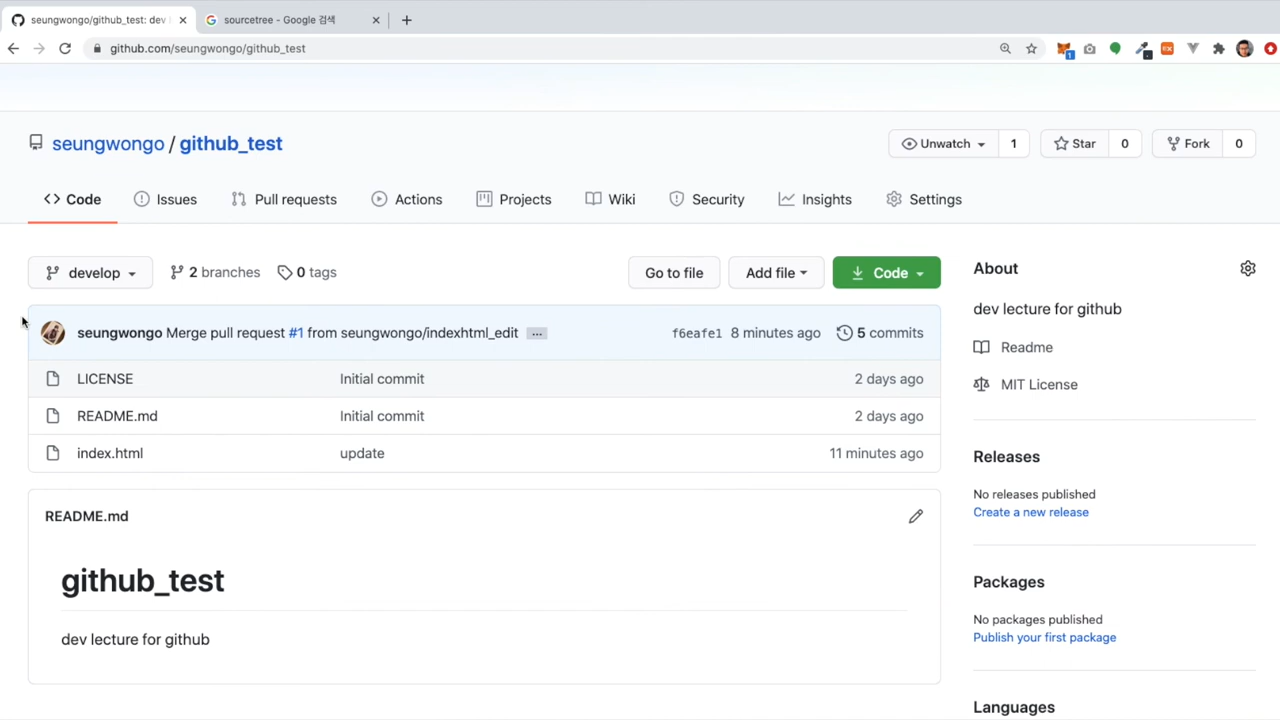 seungwongo/github_test: dev
sourcetree - Google 검색
github.com/seungwongo/github_test
1
EX
seungwongo / github_test
Unwatch 1
Star 0
Fork 0
Code
Issues
Pull requests
Actions
Projects
Wiki
Security
Insights
Settings
develop
2 branches
0 tags
Go to file
Add file
Code
seungwongo Merge pull request #1 from seungwongo/indexhtml_edit ...
f6eafe1 8 minutes ago
5 commits
LICENSE Initial commit 2 days ago
README.md Initial commit 2 days ago
index.html update 11 minutes ago
README.md
github_test
dev lecture for github
About
dev lecture for github
Readme
MIT License
Releases
No releases published
Create a new release
Packages
No packages published
Publish your first package
Languages